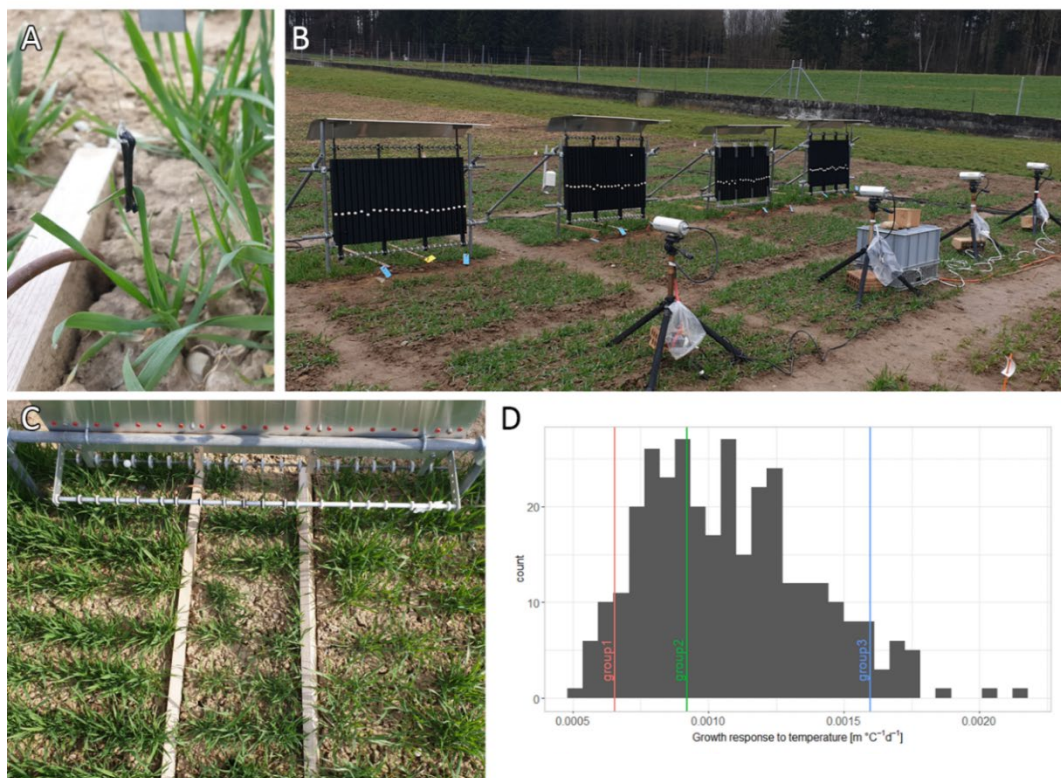 A
B
C
D
20
10
0
count
group1
group2
group3
0.0005
0.0010
0.0015
0.0020
Growth response to temperature [m °C⁻¹d⁻¹]